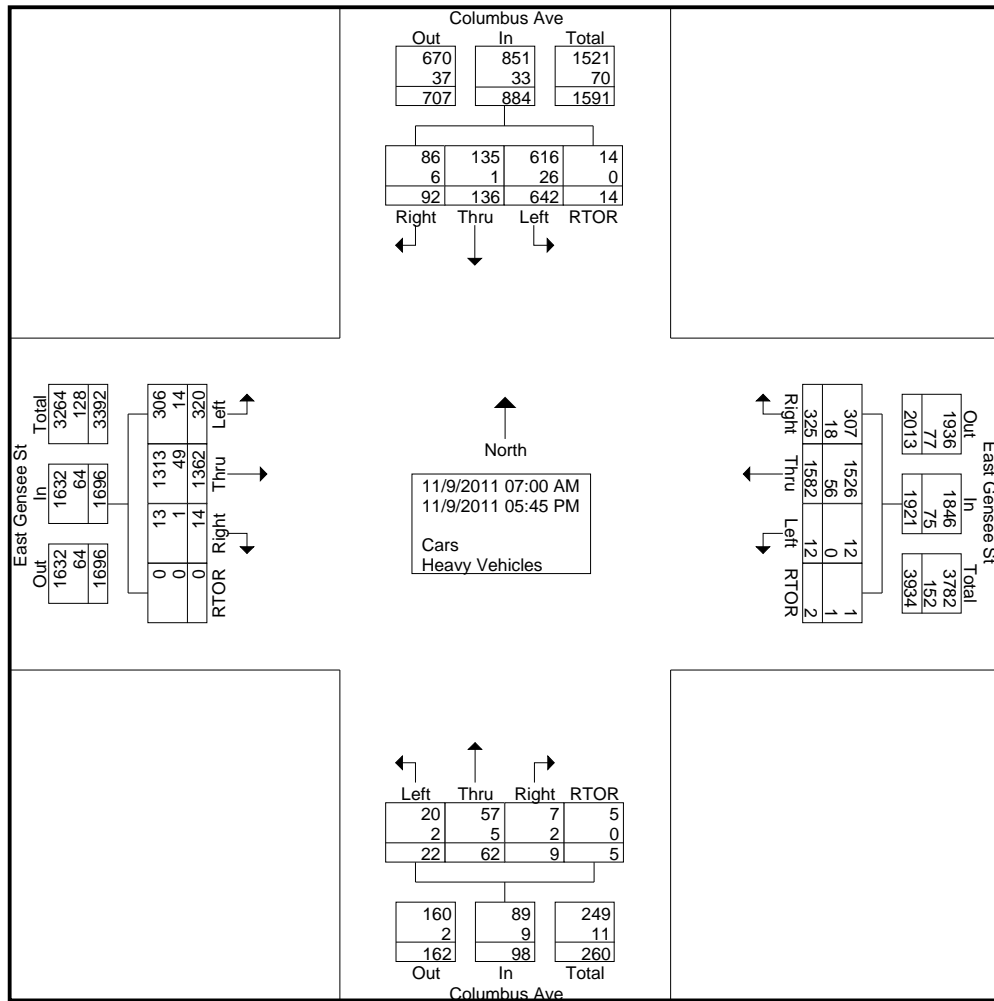 Columbus Ave
Out In Total
670 851 1521
37 33 70
707 884 1591
86 135 616 14
6 1 26 0
92 136 642 14
Right Thru Left RTOR
North
11/9/2011 07:00 AM
11/9/2011 05:45 PM
Cars
Heavy Vehicles
East Gensee St
Total In Out
3264 1632 1632
128 64 64
3392 1696 1696
306 1313 13 0
14 49 1 0
320 1362 14 0
Left Thru Right RTOR
East Gensee St
Out In Total
1936 1846 3782
77 75 152
2013 1921 3934
307 1526 12 1
18 56 0 1
325 1582 12 2
Right Thru Left RTOR
Left Thru Right RTOR
20 57 7 5
2 5 2 0
22 62 9 5
160 89 249
2 9 11
162 98 260
Out In Total
Columbus Ave